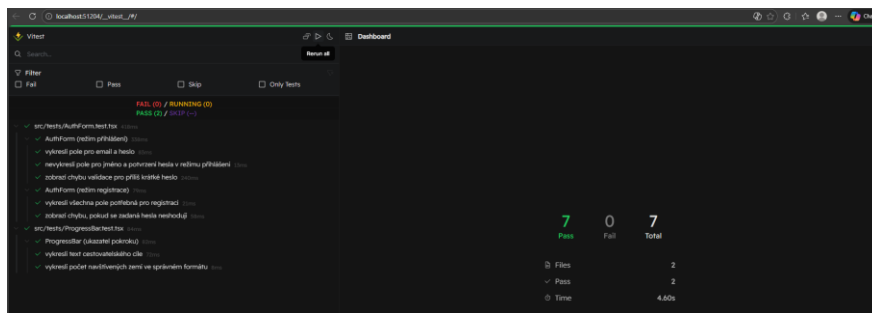 localhost:51204/__vitest__/#/
Vitest
Dashboard
Search...
Rerun all
Filter
Fail
Pass
Skip
Only Tests
FAIL (0) / RUNNING (0)
PASS (2) / SKIP (--)
src/tests/AuthForm.test.tsx
AuthForm (režim přihlášení)
vykreslí pole pro email a heslo
nevykreslí pole pro jméno a potvrzení hesla v režimu přihlášení
zobrazí chybu validace pro příliš krátké heslo
AuthForm (režim registrace)
vykreslí všechna pole potřebná pro registraci
zobrazí chybu, pokud se zadaná hesla neshodují
src/tests/ProgressBar.test.tsx
ProgressBar (ukazatel pokroku)
vykreslí text cestovatelského cíle
vykreslí počet navštívených zemí ve správném formátu
7 0 7
Pass Fail Total
Files 2
Pass 2
Time 4.60s